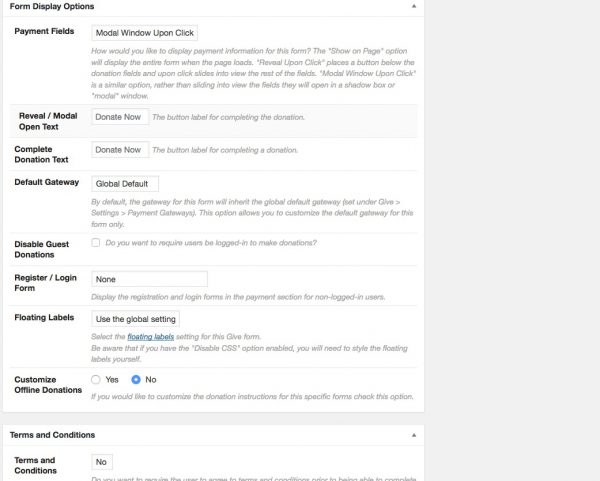 Form Display Options
Payment Fields
Modal Window Upon Click
How would you like to display payment information for this form? The "Show on Page" option
will display the entire form when the page loads. "Reveal Upon Click" places a button below the
donation fields and upon click slides into view the rest of the fields. "Modal Window Upon Click"
is a similar option, rather than sliding into view the fields they will open in a shadow box or
"modal" window.
Reveal / Modal
Open Text
Donate Now
The button label for completing the donation.
Complete
Donation Text
Donate Now
The button label for completing a donation.
Default Gateway
Global Default
By default, the gateway for this form will inherit the global default gateway (set under Give >
Settings > Payment Gateways). This option allows you to customize the default gateway for this
form only.
Disable Guest
Donations
Do you want to require users be logged-in to make donations?
Register / Login
Form
None
Display the registration and login forms in the payment section for non-logged-in users.
Floating Labels
Use the global setting
Select the floating labels setting for this Give form.
Be aware that if you have the "Disable CSS" option enabled, you will need to style the floating
labels yourself.
Customize
Offline Donations
Yes
No
If you would like to customize the donation instructions for this specific forms check this option.
Terms and Conditions
Terms and
Conditions
No
Do you want to require the user to agree to terms and conditions prior to being able to complete